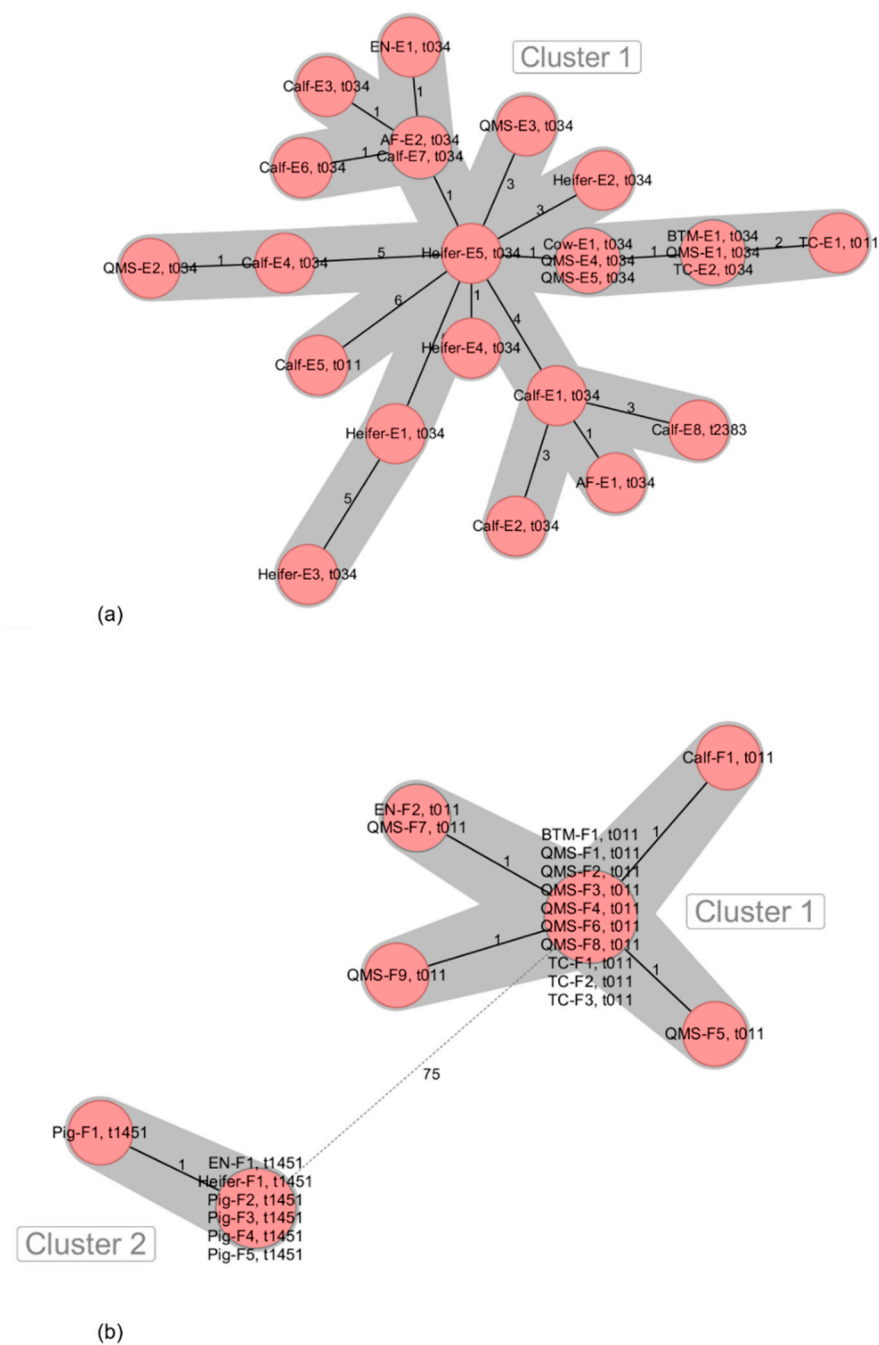 EN-E1, t034
Cluster 1
Calf-E3, t034
1
1
QMS-E3, t034
AF-E2, t034
Calf-E7, t034
1
Calf-E6, t034
Heifer-E2, t034
3
1
3
BTM-E1, t034
Cow-E1, t034
QMS-E1, t034
2
TC-E1, t011
Heifer-E5, t034
1
QMS-E4, t034
1
TC-E2, t034
QMS-E5, t034
QMS-E2, t034
1
Calf-E4, t034
5
6
1
4
Heifer-E4, t034
Calf-E5, t011
Calf-E1, t034
3
Calf-E8, t2383
Heifer-E1, t034
1
3
AF-E1, t034
5
Calf-E2, t034
Heifer-E3, t034
(a)
Calf-F1, t011
EN-F2, t011
QMS-F7, t011
1
1
BTM-F1, t011
QMS-F1, t011
QMS-F2, t011
QMS-F3, t011
QMS-F4, t011
QMS-F6, t011
QMS-F8, t011
TC-F1, t011
TC-F2, t011
TC-F3, t011
Cluster 1
1
QMS-F9, t011
1
QMS-F5, t011
75
Pig-F1, t1451
1
EN-F1, t1451
Heifer-F1, t1451
Pig-F2, t1451
Pig-F3, t1451
Pig-F4, t1451
Pig-F5, t1451
Cluster 2
(b)